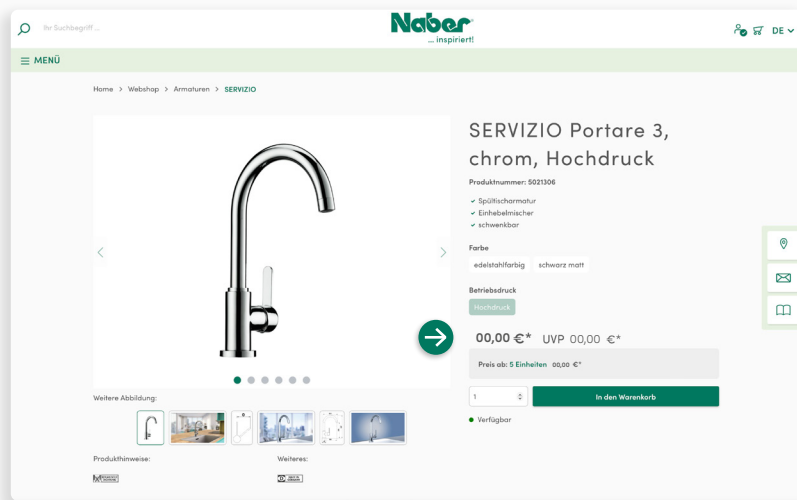 Ihr Suchbegriff ...
Naber®
... inspiriert!
DE
MENÜ
Home > Webshop > Armaturen > SERVIZIO
SERVIZIO Portare 3,
chrom, Hochdruck
Produktnummer: 5021306
Spültischarmatur
Einhebelmischer
schwenkbar
Farbe
edelstahlfarbig schwarz matt
Betriebsdruck
Hochdruck
00,00 €* UVP 00,00 €*
Preis ab: 5 Einheiten 00,00 €*
1 In den Warenkorb
Verfügbar
Weitere Abbildung:
Produkthinweise: Weiteres: